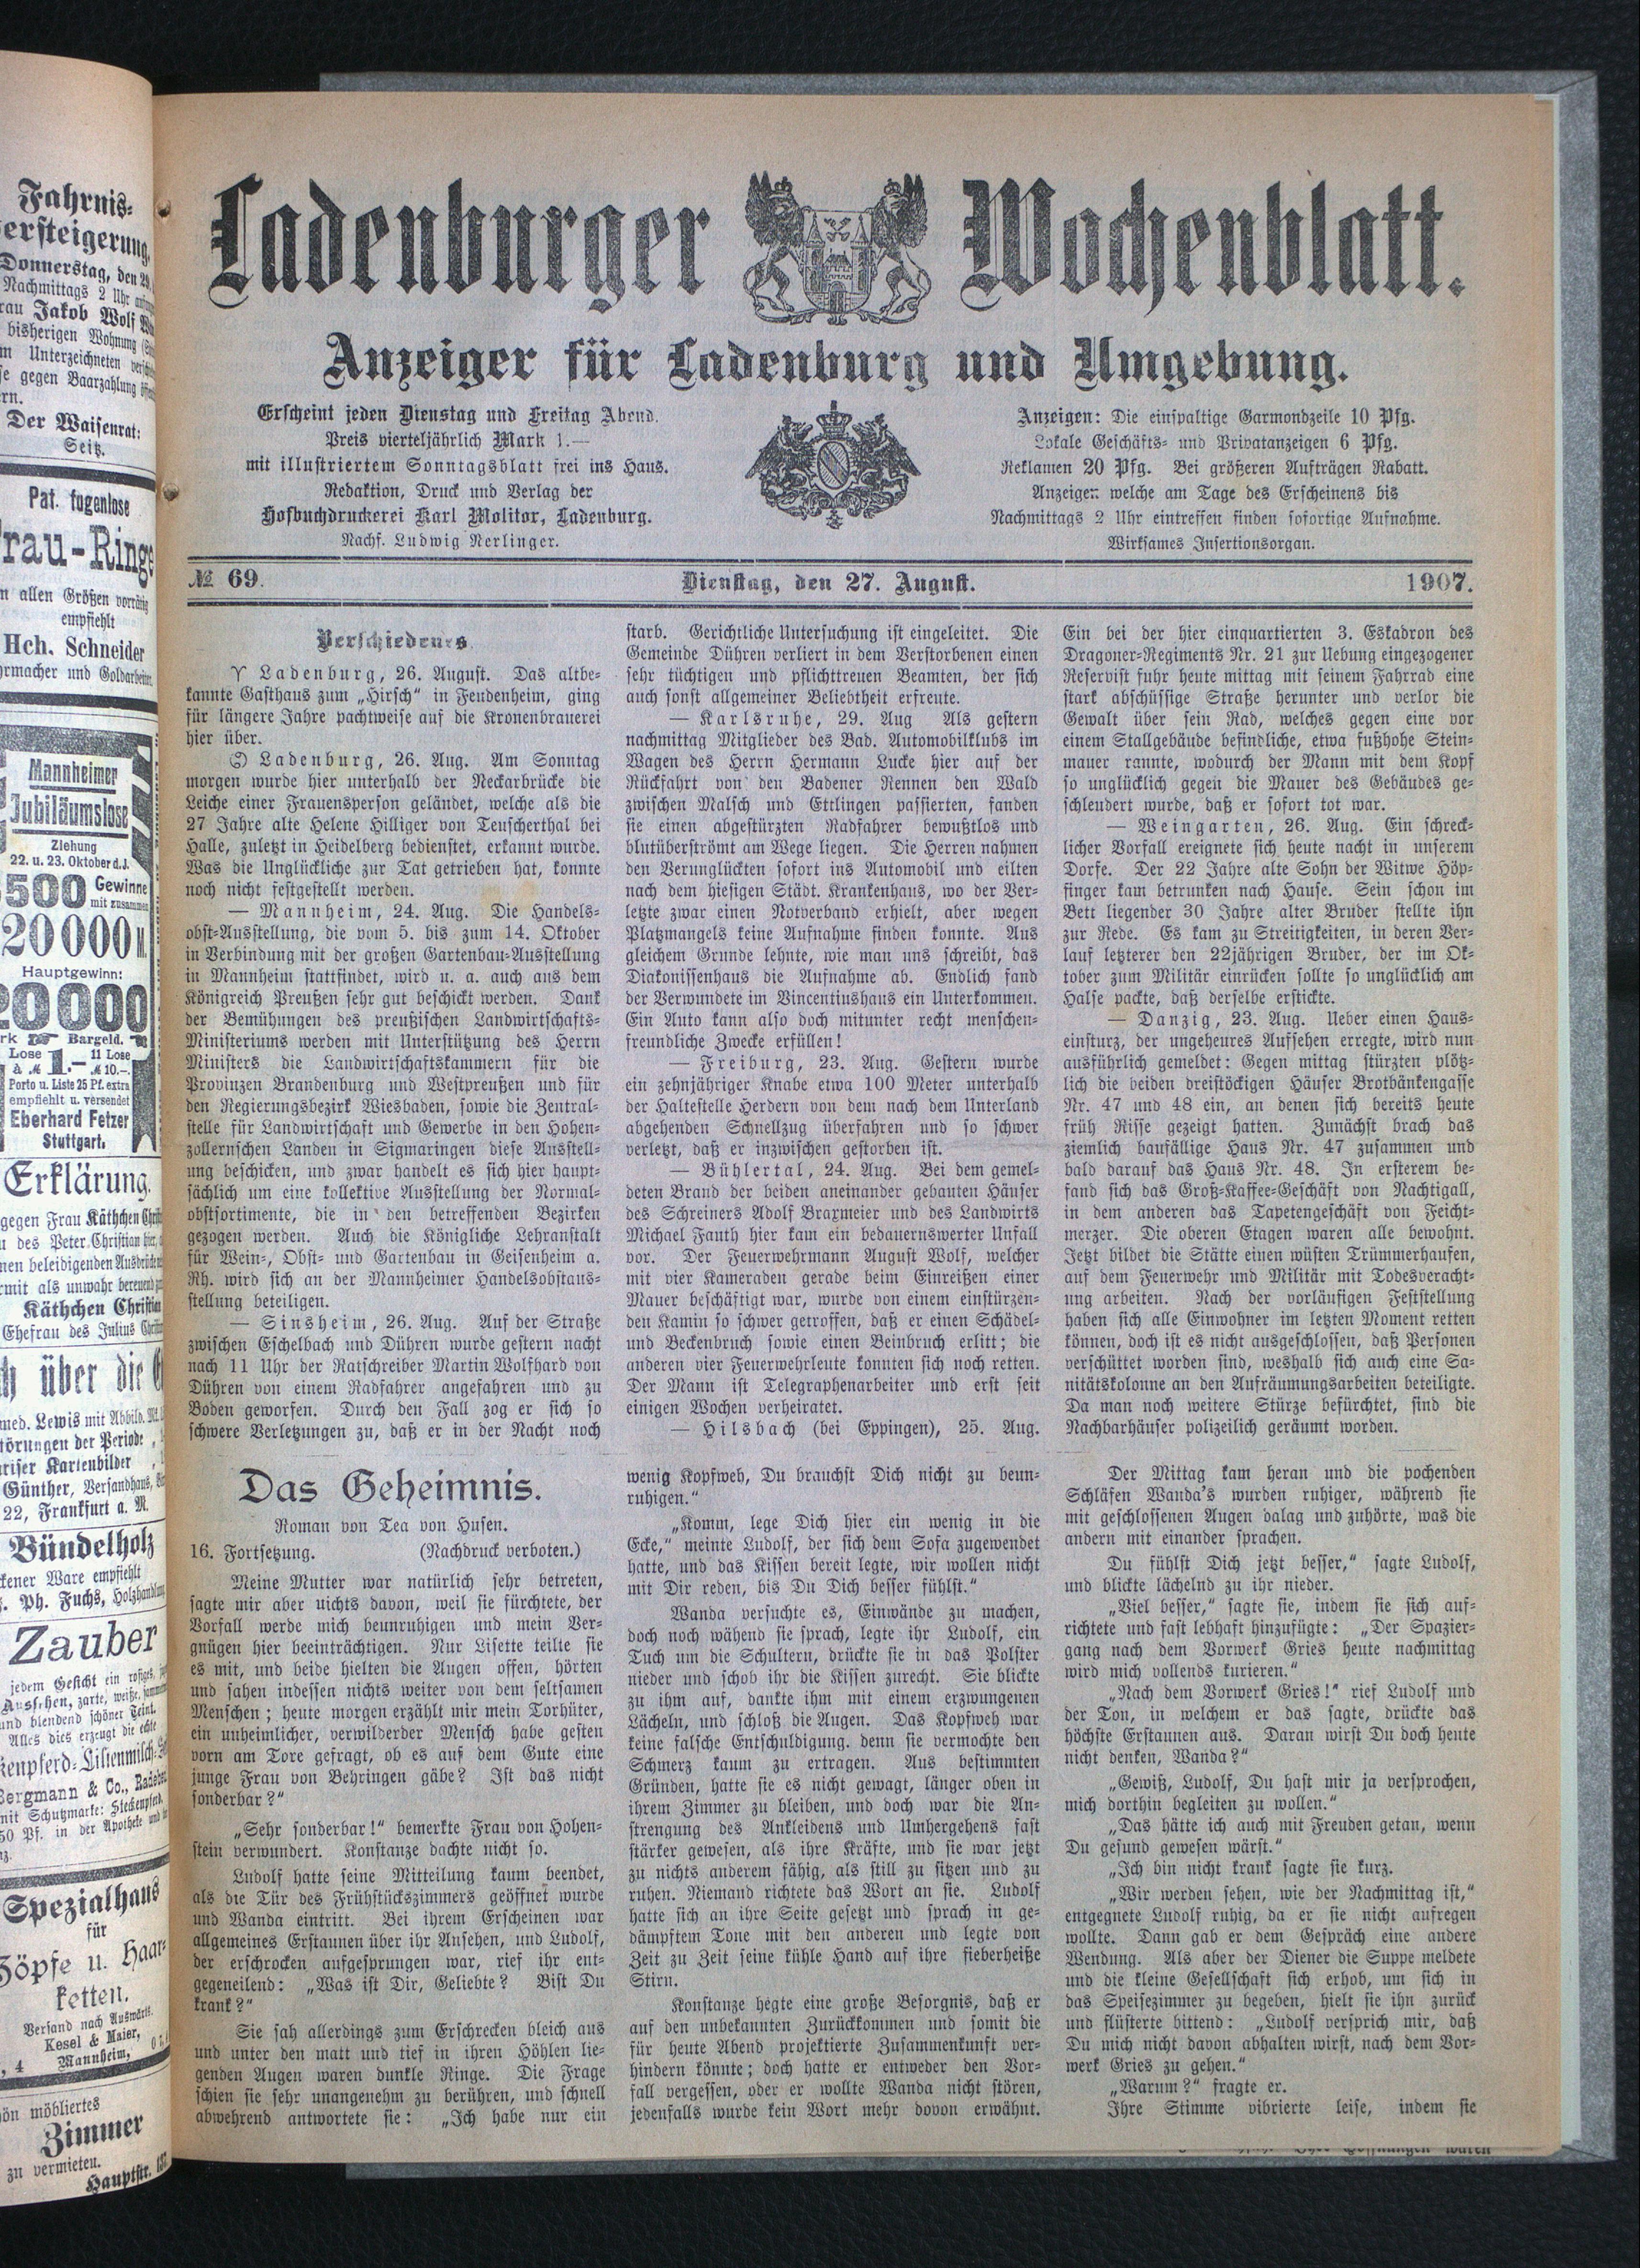 Fahrnis-
ersteigerung.
Donnerstag, den 29.
Nachmittags 2 Uhr
rau Jakob Wolf
bisherigen Wohnung
m Unterzeichneten
se gegen Baarzahlung
ern.
Der Waisenrat:
Seitz.
Pat. fugenlose
rau-Ringe
n allen Größen vorrätig
empfiehlt
Hch. Schneider
hrmacher und Goldarbeiter.
Mannheimer
Jubiläumslose
Ziehung
22. u. 23. Oktober d. J.
500 Gewinne
mit zusammen
20000 M.
Hauptgewinn:
20000
rk Bargeld.
Lose 1.— 11 Lose
à M M 10.—.
Porto u. Liste 25 Pf. extra
empfiehlt u. versendet
Eberhard Fetzer
Stuttgart.
Erklärung.
gegen Frau Käthchen
u des Peter Christian hier,
nen beleidigenden
rmit als unwahr bereuend
Käthchen Christian
Ehefrau des Julius
h über die
med. Lewis mit Abbild.
törungen der Periode
ariser Kartenbilder
Günther, Versandhaus,
22, Frankfurt a. M.
Bündelholz
kener Ware empfiehlt
Ph. Fuchs, Holzhandlung
Zauber
jedem Gesicht ein rosiges,
Aussehen, zarte, weiße,
und blendend schöner Teint.
Alles dies erzeugt die echte
kenpferd-Lilienmilch-
Bergmann & Co.,
mit Schutzmarke: Steckenpferd.
50 Pf. in der Apotheke
Spezialhaus
für
Zöpfe u. Haar-
ketten.
Versand nach Auswärts.
Kesel & Maier,
, 4 Mannheim,
ön möbliertes
Zimmer
zu vermieten.
Hauptstr.
Ladenburger Wochenblatt.
Anzeiger für Ladenburg und Umgebung.
Erscheint jeden Dienstag und Freitag Abend.
Preis vierteljährlich Mark 1.—
mit illustriertem Sonntagsblatt frei ins Haus.
Redaktion, Druck und Verlag der
Hofbuchdruckerei Karl Molitor, Ladenburg.
Nachf. Ludwig Nerlinger.
Anzeigen: Die einspaltige Garmondzeile 10 Pfg.
Lokale Geschäfts- und Privatanzeigen 6 Pfg.
Reklamen 20 Pfg. Bei größeren Aufträgen Rabatt.
Anzeigen welche am Tage des Erscheinens bis
Nachmittags 2 Uhr eintreffen finden sofortige Aufnahme.
Wirksames Insertionsorgan.
№ 69. Dienstag, den 27. August. 1907.
Verschiedenes.
Ladenburg, 26. August. Das altbe-
kannte Gasthaus zum „Hirsch“ in Feudenheim, ging
für längere Jahre pachtweise auf die Kronenbrauerei
hier über.
Ladenburg, 26. Aug. Am Sonntag
morgen wurde hier unterhalb der Neckarbrücke die
Leiche einer Frauensperson geländet, welche als die
27 Jahre alte Helene Hilliger von Teuscherthal bei
Halle, zuletzt in Heidelberg bedienstet, erkannt wurde.
Was die Unglückliche zur Tat getrieben hat, konnte
noch nicht festgestellt werden.
— Mannheim, 24. Aug. Die Handels-
obst-Ausstellung, die vom 5. bis zum 14. Oktober
in Verbindung mit der großen Gartenbau-Ausstellung
in Mannheim stattfindet, wird u. a. auch aus dem
Königreich Preußen sehr gut beschickt werden. Dank
der Bemühungen des preußischen Landwirtschafts-
Ministeriums werden mit Unterstützung des Herrn
Ministers die Landwirtschaftskammern für die
Provinzen Brandenburg und Westpreußen und für
den Regierungsbezirk Wiesbaden, sowie die Zentral-
stelle für Landwirtschaft und Gewerbe in den Hohen-
zollernschen Landen in Sigmaringen diese Ausstell-
ung beschicken, und zwar handelt es sich hier haupt-
sächlich um eine kollektive Ausstellung der Normal-
obstsortimente, die in den betreffenden Bezirken
gezogen werden. Auch die Königliche Lehranstalt
für Wein-, Obst- und Gartenbau in Geisenheim a.
Rh. wird sich an der Mannheimer Handelsobstaus-
stellung beteiligen.
— Sinsheim, 26. Aug. Auf der Straße
zwischen Eschelbach und Dühren wurde gestern nacht
nach 11 Uhr der Ratschreiber Martin Wolfhard von
Dühren von einem Radfahrer angefahren und zu
Boden geworfen. Durch den Fall zog er sich so
schwere Verletzungen zu, daß er in der Nacht noch
starb. Gerichtliche Untersuchung ist eingeleitet. Die
Gemeinde Dühren verliert in dem Verstorbenen einen
sehr tüchtigen und pflichttreuen Beamten, der sich
auch sonst allgemeiner Beliebtheit erfreute.
— Karlsruhe, 29. Aug Als gestern
nachmittag Mitglieder des Bad. Automobilklubs im
Wagen des Herrn Hermann Lucke hier auf der
Rückfahrt von den Badener Rennen den Wald
zwischen Malsch und Ettlingen passierten, fanden
sie einen abgestürzten Radfahrer bewußtlos und
blutüberströmt am Wege liegen. Die Herren nahmen
den Verunglückten sofort ins Automobil und eilten
nach dem hiesigen Städt. Krankenhaus, wo der Ver-
letzte zwar einen Notverband erhielt, aber wegen
Platzmangels keine Aufnahme finden konnte. Aus
gleichem Grunde lehnte, wie man uns schreibt, das
Diakonissenhaus die Aufnahme ab. Endlich fand
der Verwundete im Vincentiushaus ein Unterkommen.
Ein Auto kann also doch mitunter recht menschen-
freundliche Zwecke erfüllen!
— Freiburg, 23. Aug. Gestern wurde
ein zehnjähriger Knabe etwa 100 Meter unterhalb
der Haltestelle Herdern von dem nach dem Unterland
abgehenden Schnellzug überfahren und so schwer
verletzt, daß er inzwischen gestorben ist.
— Bühlertal, 24. Aug. Bei dem gemel-
deten Brand der beiden aneinander gebauten Häuser
des Schreiners Adolf Braxmeier und des Landwirts
Michael Fauth hier kam ein bedauernswerter Unfall
vor. Der Feuerwehrmann August Wolf, welcher
mit vier Kameraden gerade beim Einreißen einer
Mauer beschäftigt war, wurde von einem einstürzen-
den Kamin so schwer getroffen, daß er einen Schädel-
und Beckenbruch sowie einen Beinbruch erlitt; die
anderen vier Feuerwehrleute konnten sich noch retten.
Der Mann ist Telegraphenarbeiter und erst seit
einigen Wochen verheiratet.
— Hilsbach (bei Eppingen), 25. Aug.
Ein bei der hier einquartierten 3. Eskadron des
Dragoner-Regiments Nr. 21 zur Uebung eingezogener
Reservist fuhr heute mittag mit seinem Fahrrad eine
stark abschüssige Straße herunter und verlor die
Gewalt über sein Rad, welches gegen eine vor
einem Stallgebäude befindliche, etwa fußhohe Stein-
mauer rannte, wodurch der Mann mit dem Kopf
so unglücklich gegen die Mauer des Gebäudes ge-
schleudert wurde, daß er sofort tot war.
— Weingarten, 26. Aug. Ein schreck-
licher Vorfall ereignete sich heute nacht in unserem
Dorfe. Der 22 Jahre alte Sohn der Witwe Höp-
finger kam betrunken nach Hause. Sein schon im
Bett liegender 30 Jahre alter Bruder stellte ihn
zur Rede. Es kam zu Streitigkeiten, in deren Ver-
lauf letzterer den 22jährigen Bruder, der im Ok-
tober zum Militär einrücken sollte so unglücklich am
Halse packte, daß derselbe erstickte.
— Danzig, 23. Aug. Ueber einen Haus-
einsturz, der ungeheures Aufsehen erregte, wird nun
ausführlich gemeldet: Gegen mittag stürzten plötz-
lich die beiden dreistöckigen Häuser Brotbänkengasse
Nr. 47 und 48 ein, an denen sich bereits heute
früh Risse gezeigt hatten. Zunächst brach das
ziemlich baufällige Haus Nr. 47 zusammen und
bald darauf das Haus Nr. 48. In ersterem be-
fand sich das Groß-Kaffee-Geschäft von Nachtigall,
in dem anderen das Tapetengeschäft von Feicht-
merzer. Die oberen Etagen waren alle bewohnt.
Jetzt bildet die Stätte einen wüsten Trümmerhaufen,
auf dem Feuerwehr und Militär mit Todesveracht-
ung arbeiten. Nach der vorläufigen Feststellung
haben sich alle Einwohner im letzten Moment retten
können, doch ist es nicht ausgeschlossen, daß Personen
verschüttet worden sind, weshalb sich auch eine Sa-
nitätskolonne an den Aufräumungsarbeiten beteiligte.
Da man noch weitere Stürze befürchtet, sind die
Nachbarhäuser polizeilich geräumt worden.
Das Geheimnis.
Roman von Tea von Husen.
16. Fortsetzung. (Nachdruck verboten.)
Meine Mutter war natürlich sehr betreten,
sagte mir aber uichts davon, weil sie fürchtete, der
Vorfall werde mich beunruhigen und mein Ver-
gnügen hier beeinträchtigen. Nur Lisette teilte sie
es mit, und beide hielten die Augen offen, hörten
und sahen indessen nichts weiter von dem seltsamen
Menschen; heute morgen erzählt mir mein Torhüter,
ein unheimlicher, verwilderder Mensch habe gesten
vorn am Tore gefragt, ob es auf dem Gute eine
junge Frau von Behringen gäbe? Ist das nicht
sonderbar?“
„Sehr sonderbar!“ bemerkte Frau von Hohen-
stein verwundert. Konstanze dachte nicht so.
Ludolf hatte seine Mitteilung kaum beendet,
als die Tür des Frühstückszimmers geöffnet wurde
und Wanda eintritt. Bei ihrem Erscheinen war
allgemeines Erstaunen über ihr Ansehen, und Ludolf,
der erschrocken aufgesprungen war, rief ihr ent-
gegeneilend: „Was ist Dir, Geliebte? Bist Du
krank?“
Sie sah allerdings zum Erschrecken bleich aus
und unter den matt und tief in ihren Höhlen lie-
genden Augen waren dunkle Ringe. Die Frage
schien sie sehr unangenehm zu berühren, und schnell
abwehrend antwortete sie: „Ich habe nur ein
wenig Kopfweb, Du brauchst Dich nicht zu beun-
ruhigen.“
„Komm, lege Dich hier ein wenig in die
Ecke,“ meinte Ludolf, der sich dem Sofa zugewendet
hatte, und das Kissen bereit legte, wir wollen nicht
mit Dir reden, bis Du Dich besser fühlst.“
Wanda versuchte es, Einwände zu machen,
doch noch wähend sie sprach, legte ihr Ludolf, ein
Tuch um die Schultern, drückte sie in das Polster
nieder und schob ihr die Kissen zurecht. Sie blickte
zu ihm auf, dankte ihm mit einem erzwungenen
Lächeln, und schloß die Augen. Das Kopfweh war
keine falsche Entschuldigung. denn sie vermochte den
Schmerz kaum zu ertragen. Aus bestimmten
Gründen, hatte sie es nicht gewagt, länger oben in
ihrem Zimmer zu bleiben, und doch war die An-
strengung des Ankleidens und Umhergehens fast
stärker gewesen, als ihre Kräfte, und sie war jetzt
zu nichts anderem fähig, als still zu sitzen und zu
ruhen. Niemand richtete das Wort an sie. Ludolf
hatte sich an ihre Seite gesetzt und sprach in ge-
dämpftem Tone mit den anderen und legte von
Zeit zu Zeit seine kühle Hand auf ihre fieberheiße
Stirn.
Konstanze hegte eine große Besorgnis, daß er
auf den unbekannten Zurückkommen und somit die
für heute Abend projektierte Zusammenkunft ver-
hindern könnte; doch hatte er entweder den Vor-
fall vergessen, oder er wollte Wanda nicht stören,
jedenfalls wurde kein Wort mehr dovon erwähnt.
Der Mittag kam heran und die pochenden
Schläfen Wanda's wurden ruhiger, während sie
mit geschlossenen Augen dalag und zuhörte, was die
andern mit einander sprachen.
Du fühlst Dich jetzt besser,“ sagte Ludolf,
und blickte lächelnd zu ihr nieder.
„Viel besser,“ sagte sie, indem sie sich auf-
richtete und fast lebhaft hinzufügte: „Der Spazier-
gang nach dem Vorwerk Gries heute nachmittag
wird mich vollends kurieren.“
„Nach dem Vorwerk Gries!“ rief Ludolf und
der Ton, in welchem er das sagte, drückte das
höchste Erstaunen aus. Daran wirst Du doch heute
nicht denken, Wanda?“
„Gewiß, Ludolf, Du hast mir ja versprochen,
mich dorthin begleiten zu wollen.“
„Das hätte ich auch mit Freuden getan, wenn
Du gesund gewesen wärst.“
„Ich bin nicht krank sagte sie kurz.
„Wir werden sehen, wie der Nachmittag ist,“
entgegnete Ludolf ruhig, da er sie nicht aufregen
wollte. Dann gab er dem Gespräch eine andere
Wendung. Als aber der Diener die Suppe meldete
und die kleine Gesellschaft sich erhob, um sich in
das Speisezimmer zu begeben, hielt sie ihn zurück
und flüsterte bittend: „Ludolf versprich mir, daß
Du mich nicht davon abhalten wirst, nach dem Vor-
werk Gries zu gehen.“
„Warum?“ fragte er.
Ihre Stimme vibrierte leise, indem sie